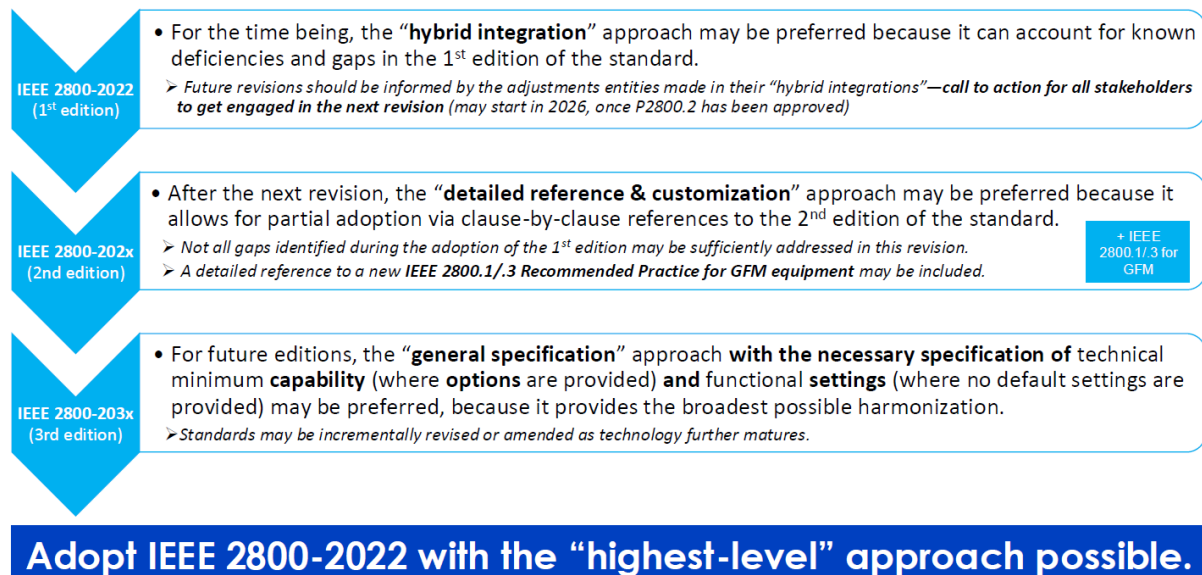 IEEE 2800-2022
(1st edition)
• For the time being, the “hybrid integration” approach may be preferred because it can account for known
deficiencies and gaps in the 1st edition of the standard.
➢ Future revisions should be informed by the adjustments entities made in their “hybrid integrations”—call to action for all stakeholders
to get engaged in the next revision (may start in 2026, once P2800.2 has been approved)
IEEE 2800-202x
(2nd edition)
• After the next revision, the “detailed reference & customization” approach may be preferred because it
allows for partial adoption via clause-by-clause references to the 2nd edition of the standard.
➢ Not all gaps identified during the adoption of the 1st edition may be sufficiently addressed in this revision.
➢ A detailed reference to a new IEEE 2800.1/.3 Recommended Practice for GFM equipment may be included.
+ IEEE
2800.1/.3 for
GFM
IEEE 2800-203x
(3rd edition)
• For future editions, the “general specification” approach with the necessary specification of technical
minimum capability (where options are provided) and functional settings (where no default settings are
provided) may be preferred, because it provides the broadest possible harmonization.
➢Standards may be incrementally revised or amended as technology further matures.
Adopt IEEE 2800-2022 with the “highest-level” approach possible.